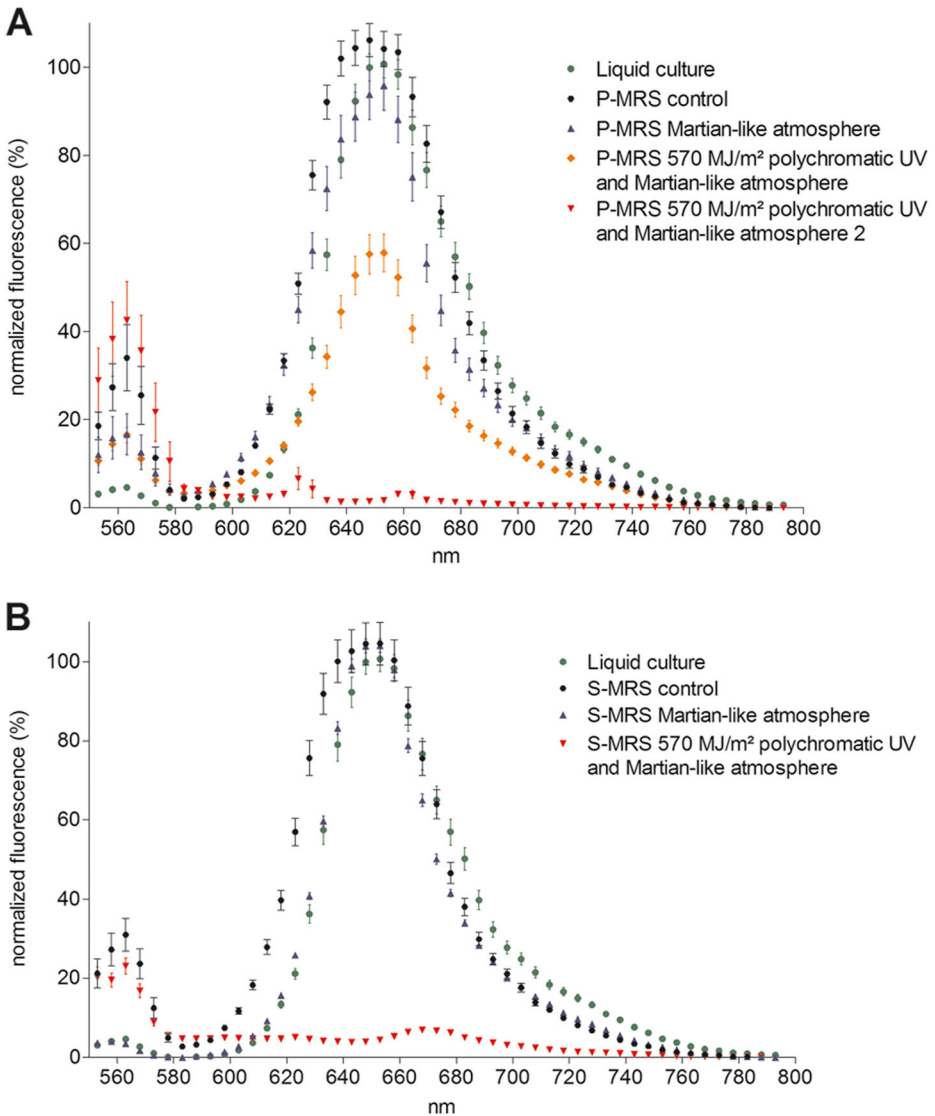 A
normalized fluorescence (%)
100
80
60
40
20
0
560
580
600
620
640
660
680
700
720
740
760
780
800
nm
Liquid culture
P-MRS control
P-MRS Martian-like atmosphere
P-MRS 570 MJ/m² polychromatic UV
and Martian-like atmosphere
P-MRS 570 MJ/m² polychromatic UV
and Martian-like atmosphere 2
B
normalized fluorescence (%)
100
80
60
40
20
0
560
580
600
620
640
660
680
700
720
740
760
780
800
nm
Liquid culture
S-MRS control
S-MRS Martian-like atmosphere
S-MRS 570 MJ/m² polychromatic UV
and Martian-like atmosphere